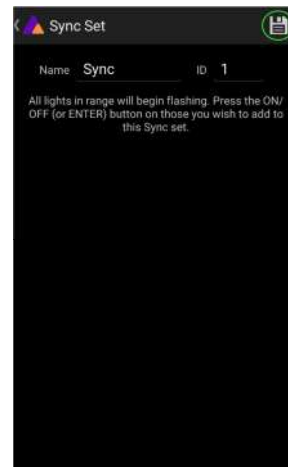 Sync Set
Name Sync ID 1
All lights in range will begin flashing. Press the ON/
OFF (or ENTER) button on those you wish to add to
this Sync set.